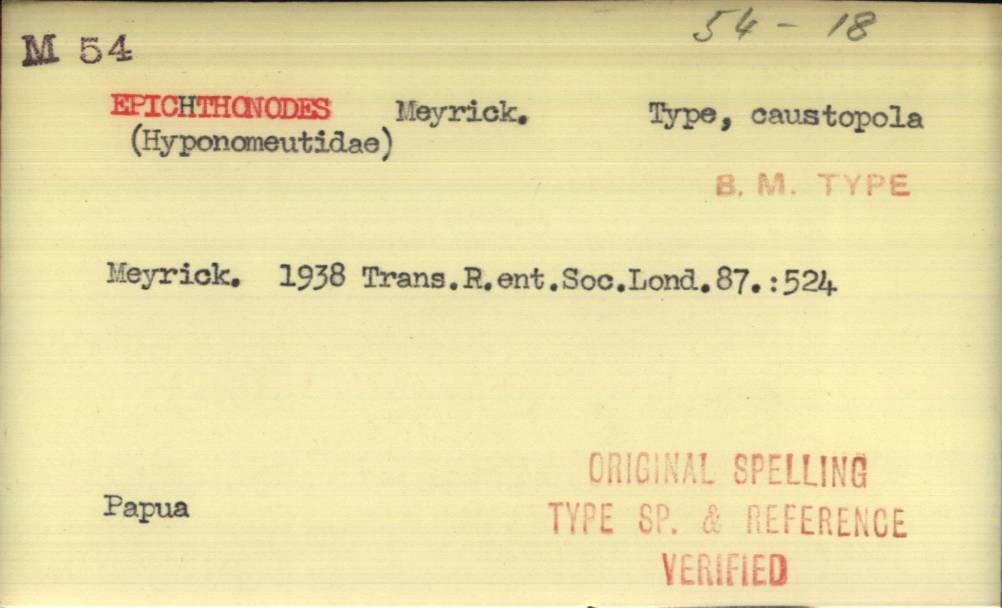 54 - 18
M 54
EPICHTHONODES Meyrick. Type, caustopola
(Hyponomeutidae)
B. M. TYPE
Meyrick. 1938 Trans.R.ent.Soc.Lond.87.:524
Papua
ORIGINAL SPELLING
TYPE SP. & REFERENCE
VERIFIED